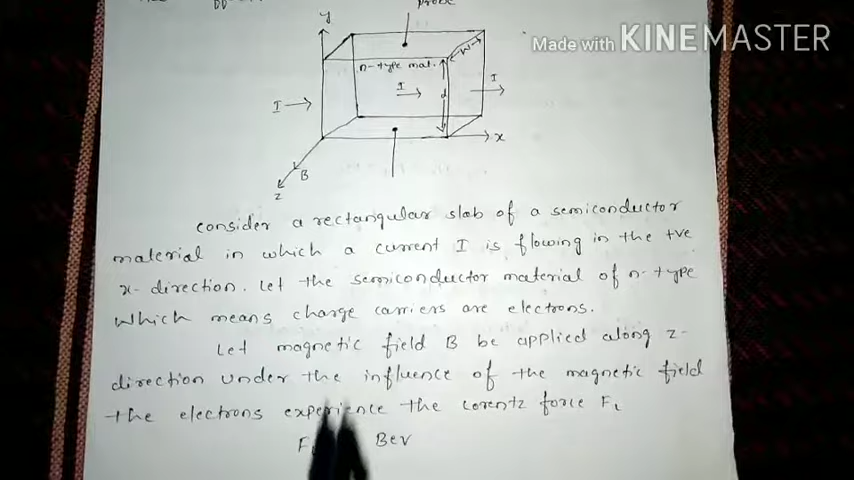 probe
Made with KINEMASTER
y
n-type mat.
W
I
I
d
I
x
B
z
consider a rectangular slab of a semiconductor
material in which a current I is flowing in the +ve
x-direction. Let the semiconductor material of n-type
which means charge carriers are electrons.
Let magnetic field B be applied along z-
direction under the influence of the magnetic field
the electrons experience the Lorentz force FL
F Bev